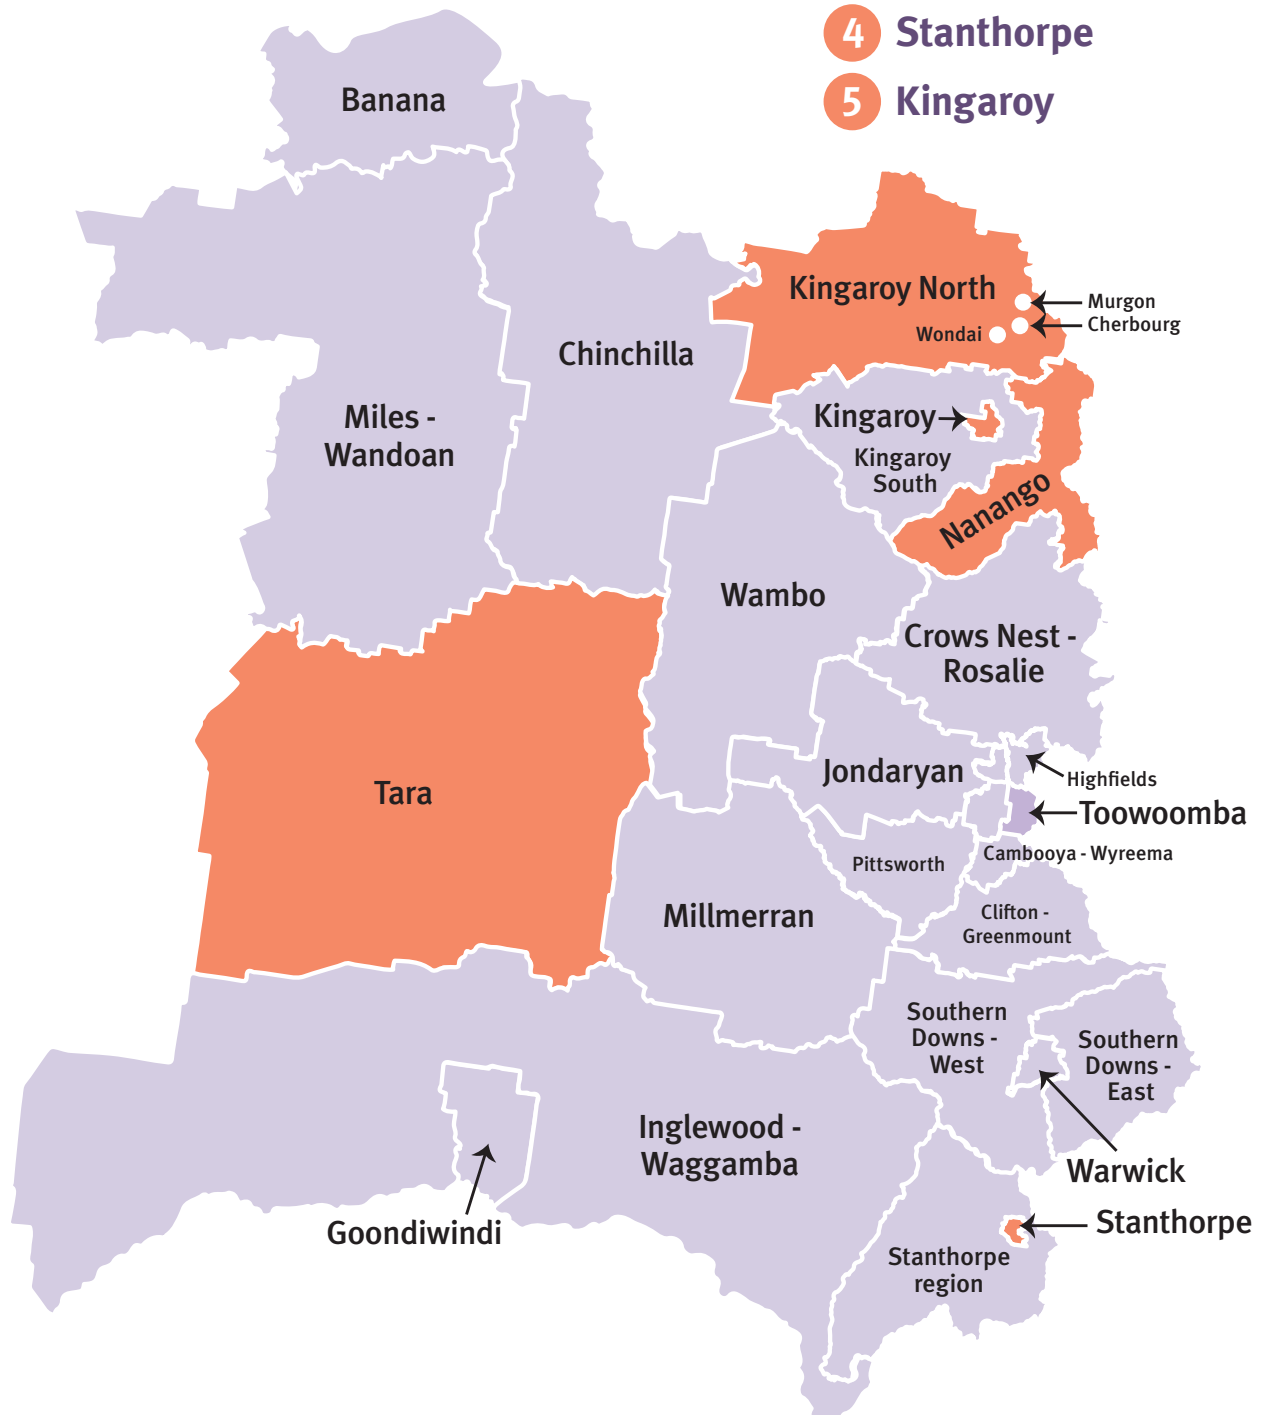 4 Stanthorpe
5 Kingaroy
Banana
Kingaroy North
Murgon
Cherbourg
Wondai
Chinchilla
Miles -
Wandoan
Kingaroy
Kingaroy
South
Nanango
Wambo
Crows Nest -
Rosalie
Tara
Jondaryan
Highfields
Toowoomba
Cambooya - Wyreema
Pittsworth
Millmerran
Clifton -
Greenmount
Southern
Downs -
West
Southern
Downs -
East
Inglewood -
Waggamba
Warwick
Goondiwindi
Stanthorpe
Stanthorpe
region